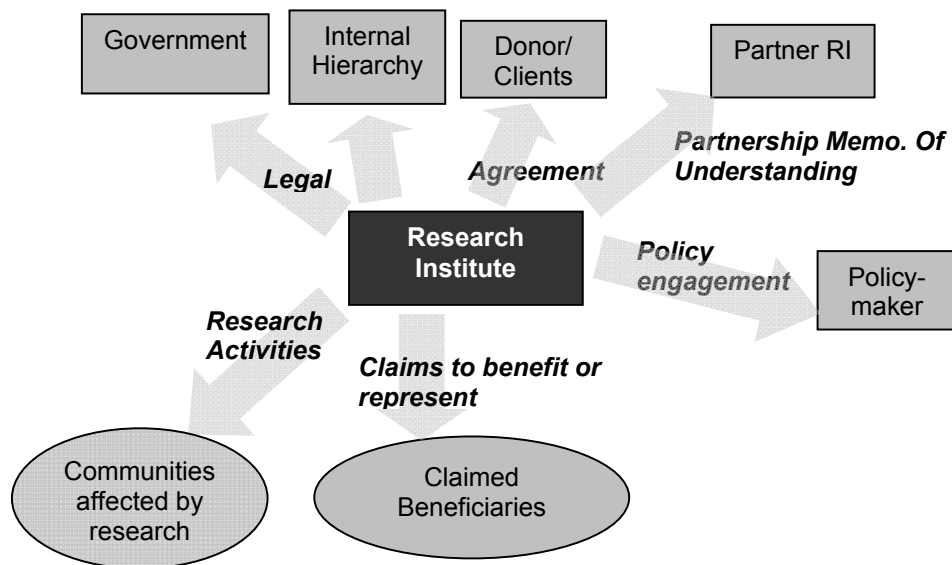 Government
Internal
Hierarchy
Donor/
Clients
Partner RI
Legal
Agreement
Partnership Memo. Of
Understanding
Research
Institute
Policy
engagement
Policy-
maker
Research
Activities
Claims to benefit or
represent
Communities
affected by
research
Claimed
Beneficiaries